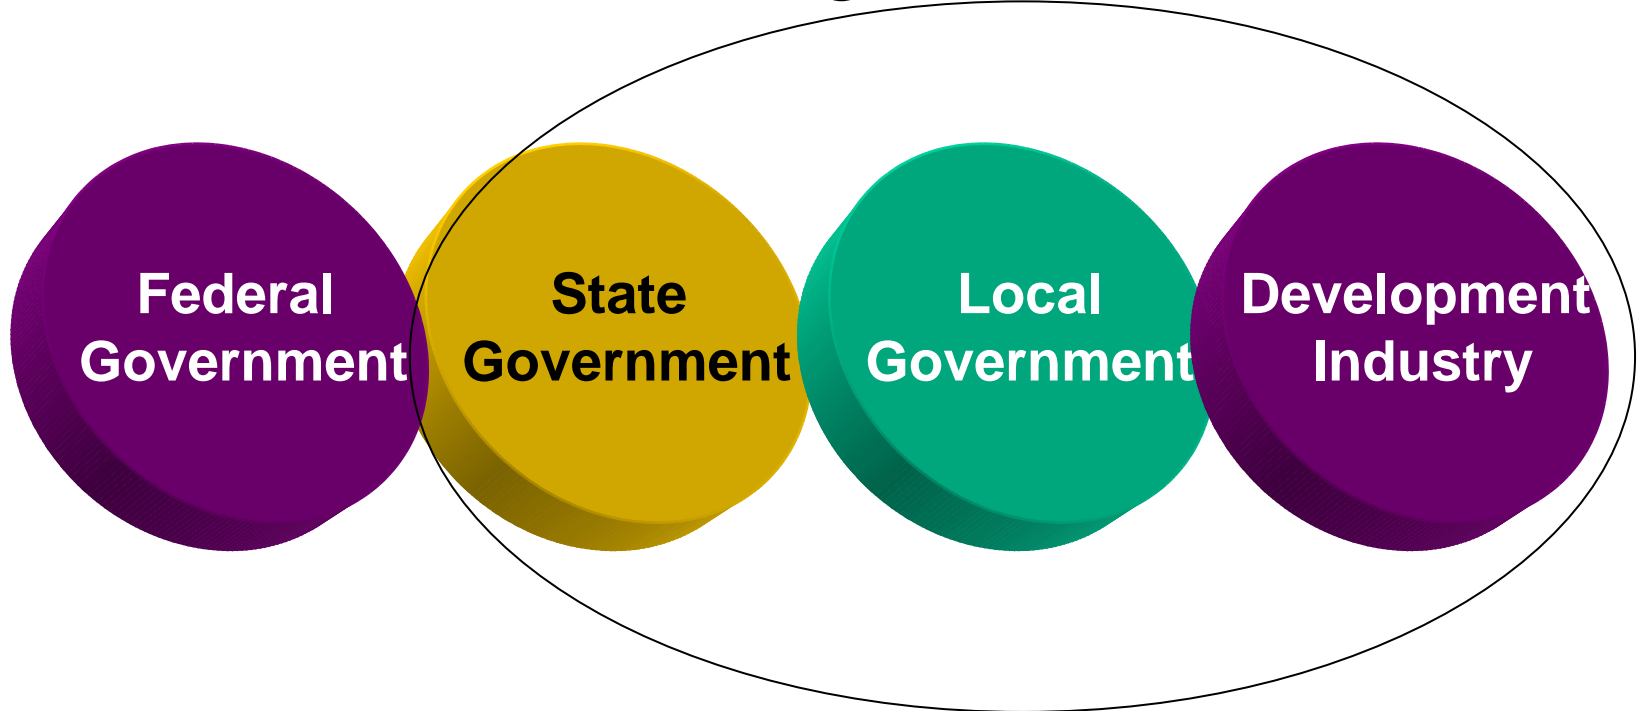 Federal
Government
State
Government
Local
Government
Development
Industry